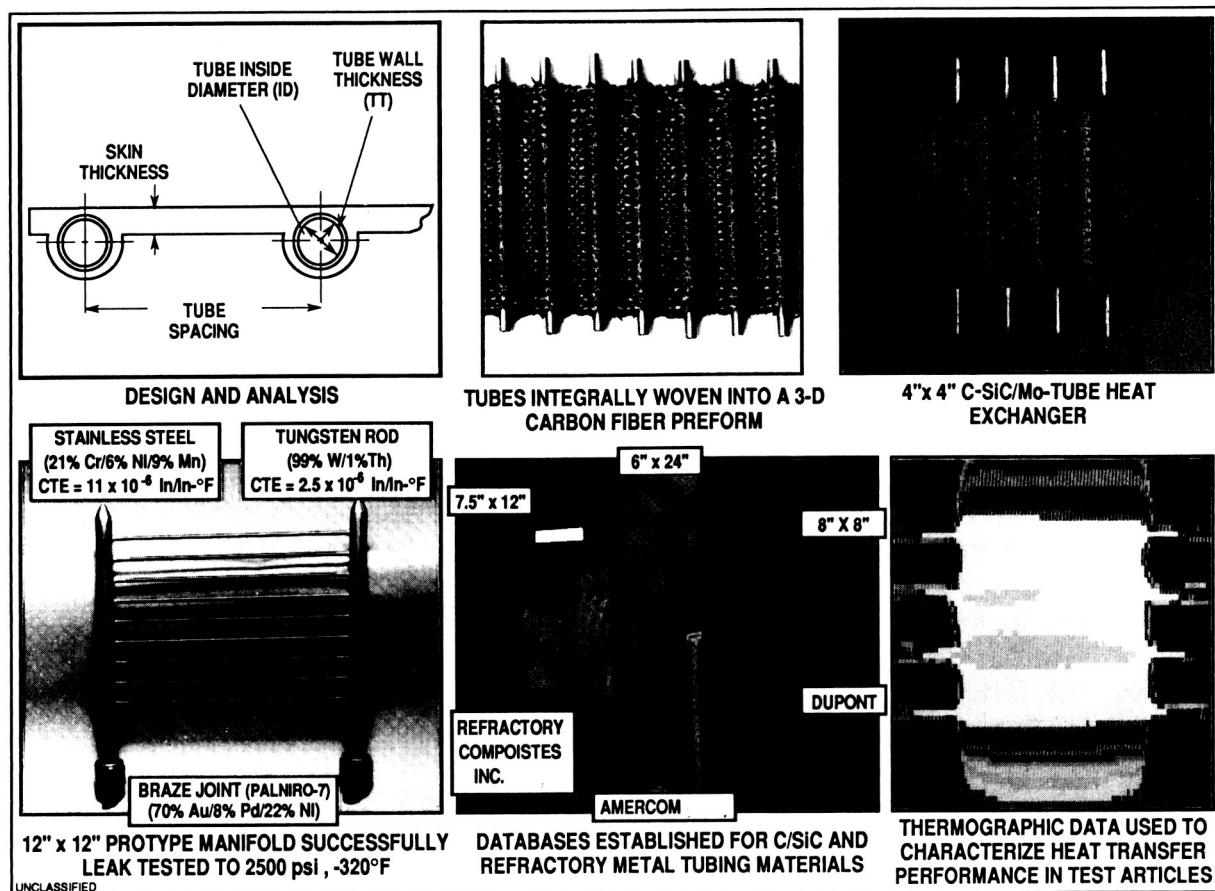 TUBE INSIDE
DIAMETER (ID)
TUBE WALL
THICKNESS
(TT)
SKIN
THICKNESS
TUBE
SPACING
DESIGN AND ANALYSIS
TUBES INTEGRALLY WOVEN INTO A 3-D
CARBON FIBER PREFORM
4"x 4" C-SiC/Mo-TUBE HEAT
EXCHANGER
STAINLESS STEEL
(21% Cr/6% Ni/9% Mn)
CTE = 11 x 10⁻⁶ In/In-°F
TUNGSTEN ROD
(99% W/1%Th)
CTE = 2.5 x 10⁻⁶ In/In-°F
BRAZE JOINT (PALNIRO-7)
(70% Au/8% Pd/22% Ni)
12" x 12" PROTYPE MANIFOLD SUCCESSFULLY
LEAK TESTED TO 2500 psi , -320°F
6" x 24"
7.5" x 12"
8" X 8"
DUPONT
REFRACTORY
COMPOISTES
INC.
AMERCOM
DATABASES ESTABLISHED FOR C/SiC AND
REFRACTORY METAL TUBING MATERIALS
THERMOGRAPHIC DATA USED TO
CHARACTERIZE HEAT TRANSFER
PERFORMANCE IN TEST ARTICLES
UNCLASSIFIED